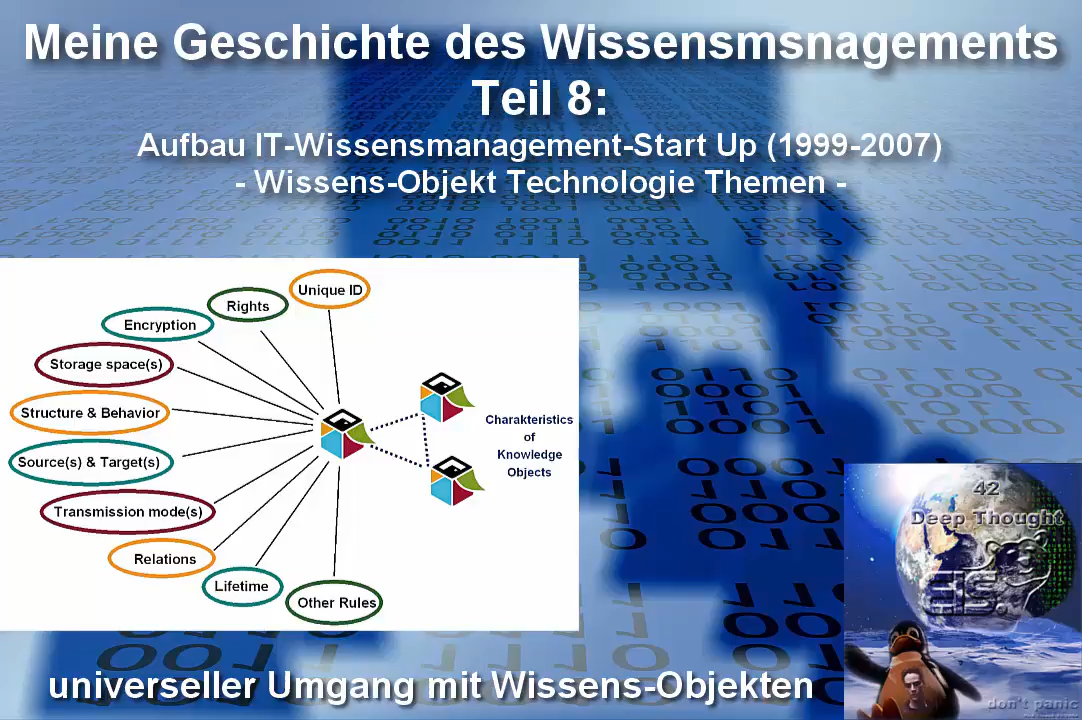 Meine Geschichte des Wissensmsnagements
Teil 8:
Aufbau IT-Wissensmanagement-Start Up (1999-2007)
- Wissens-Objekt Technologie Themen -
Unique ID
Rights
Encryption
Storage space(s)
Structure & Behavior
Source(s) & Target(s)
Transmission mode(s)
Relations
Lifetime
Other Rules
Charakteristics
of
Knowledge
Objects
42
Deep Thought
EIS.
don't panic
universeller Umgang mit Wissens-Objekten